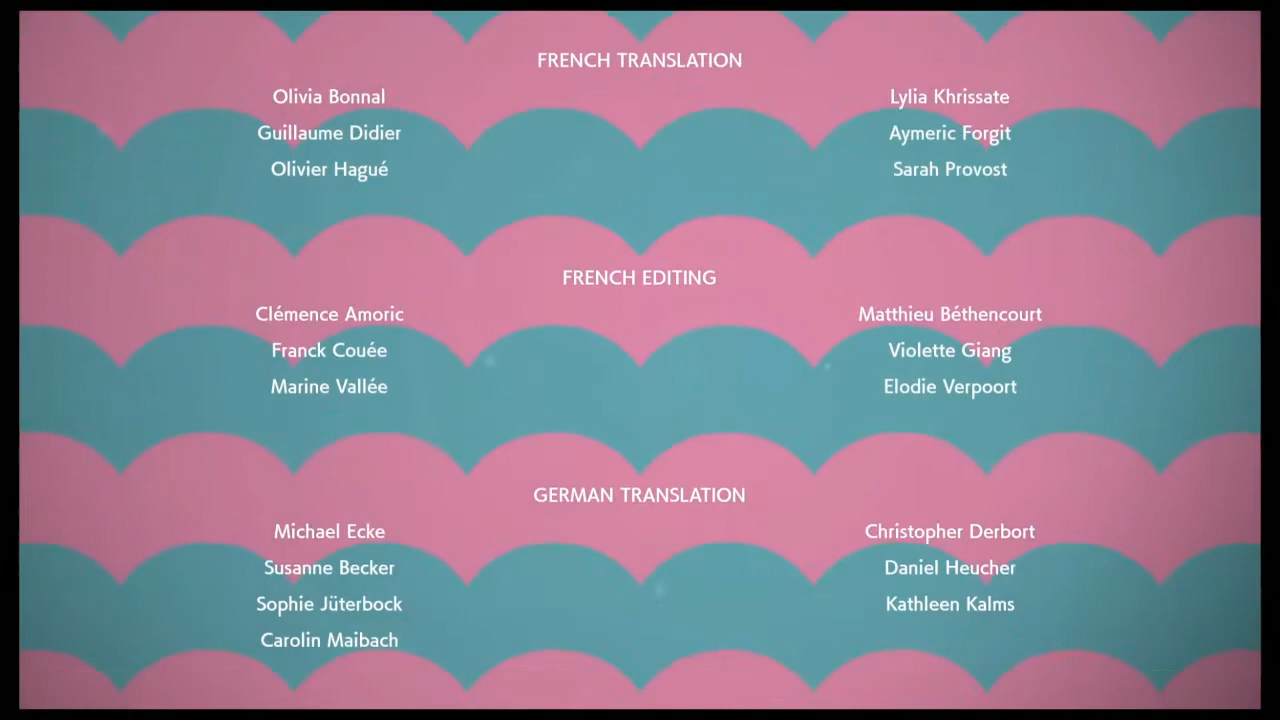 FRENCH TRANSLATION
Olivia Bonnal Lylia Khrissate
Guillaume Didier Aymeric Forgit
Olivier Hagué Sarah Provost
FRENCH EDITING
Clémence Amoric Matthieu Béthencourt
Franck Couée Violette Giang
Marine Vallée Elodie Verpoort
GERMAN TRANSLATION
Michael Ecke Christopher Derbort
Susanne Becker Daniel Heucher
Sophie Jüterbock Kathleen Kalms
Carolin Maibach